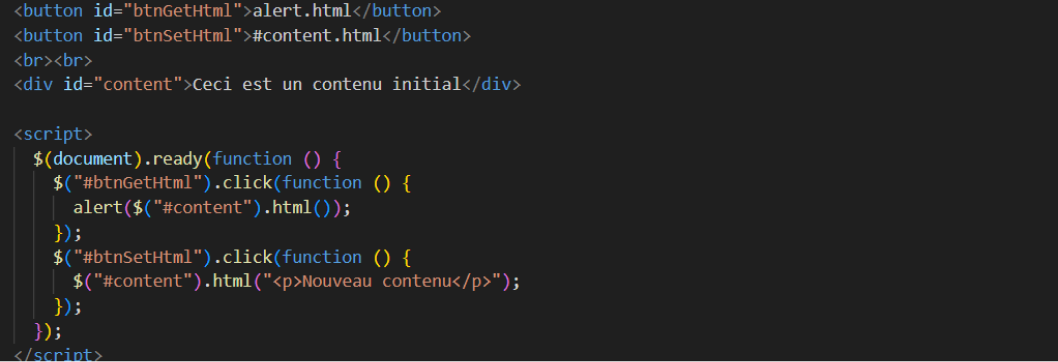 <button id="btnGetHtml">alert.html</button>
<button id="btnSetHtml">#content.html</button>
<br><br>
<div id="content">Ceci est un contenu initial</div>

<script>
  $(document).ready(function () {
    $("#btnGetHtml").click(function () {
      alert($("#content").html());
    });
    $("#btnSetHtml").click(function () {
      $("#content").html("<p>Nouveau contenu</p>");
    });
  });
</script>